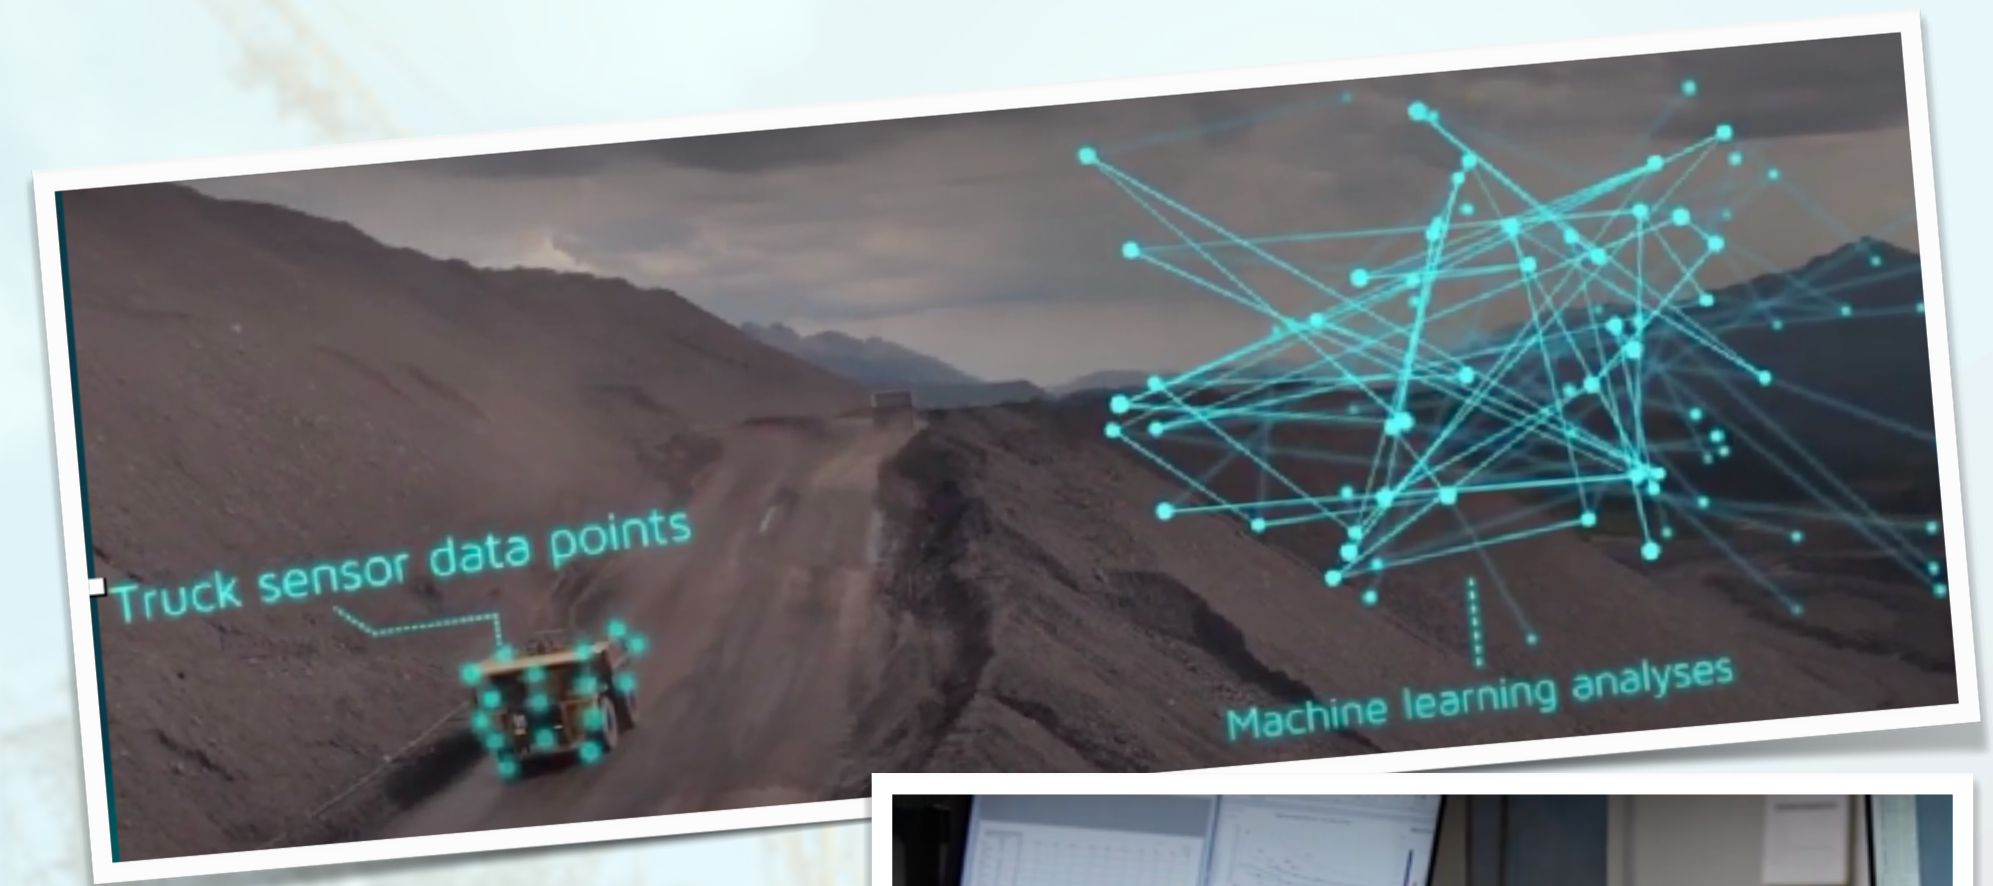 Truck sensor data points
Machine learning analyses